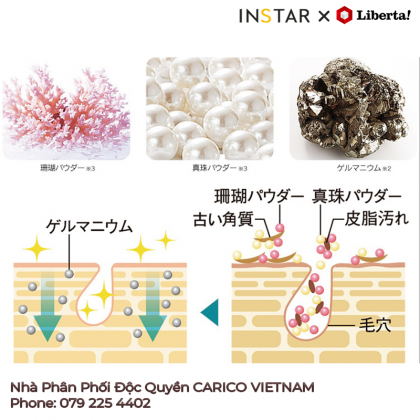 INSTAR × Liberta!
珊瑚パウダー ※3
真珠パウダー ※3
ゲルマニウム ※2
珊瑚パウダー 真珠パウダー
古い角質
皮脂汚れ
毛穴
ゲルマニウム
Nhà Phân Phối Độc Quyền CARICO VIETNAM
Phone: 079 225 4402